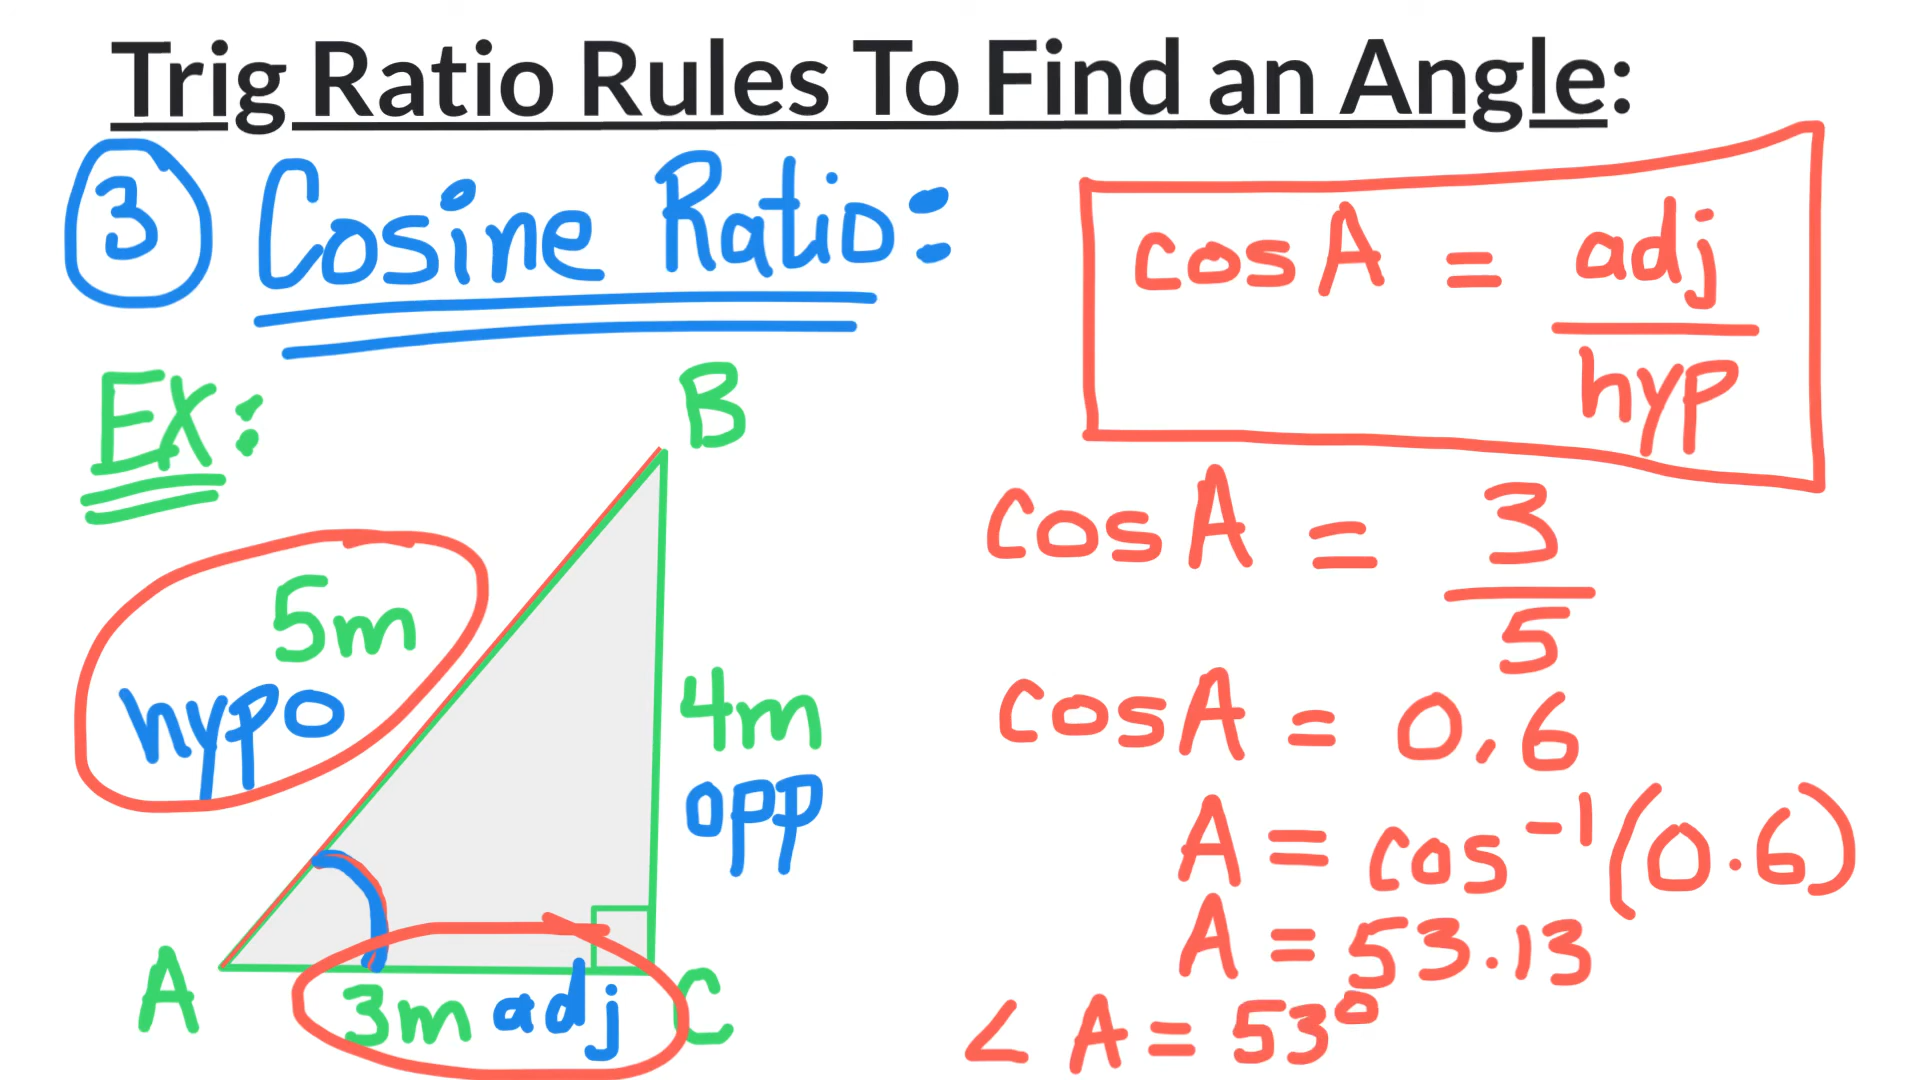 Trig Ratio Rules To Find an Angle:
3 Cosine Ratio:
cos A = adj/hyp
EX:
B
5m
hypo
4m
opp
A
3m adj
C
cos A = 3/5
cos A = 0.6
A = cos⁻¹(0.6)
A = 53.13
∠A = 53°